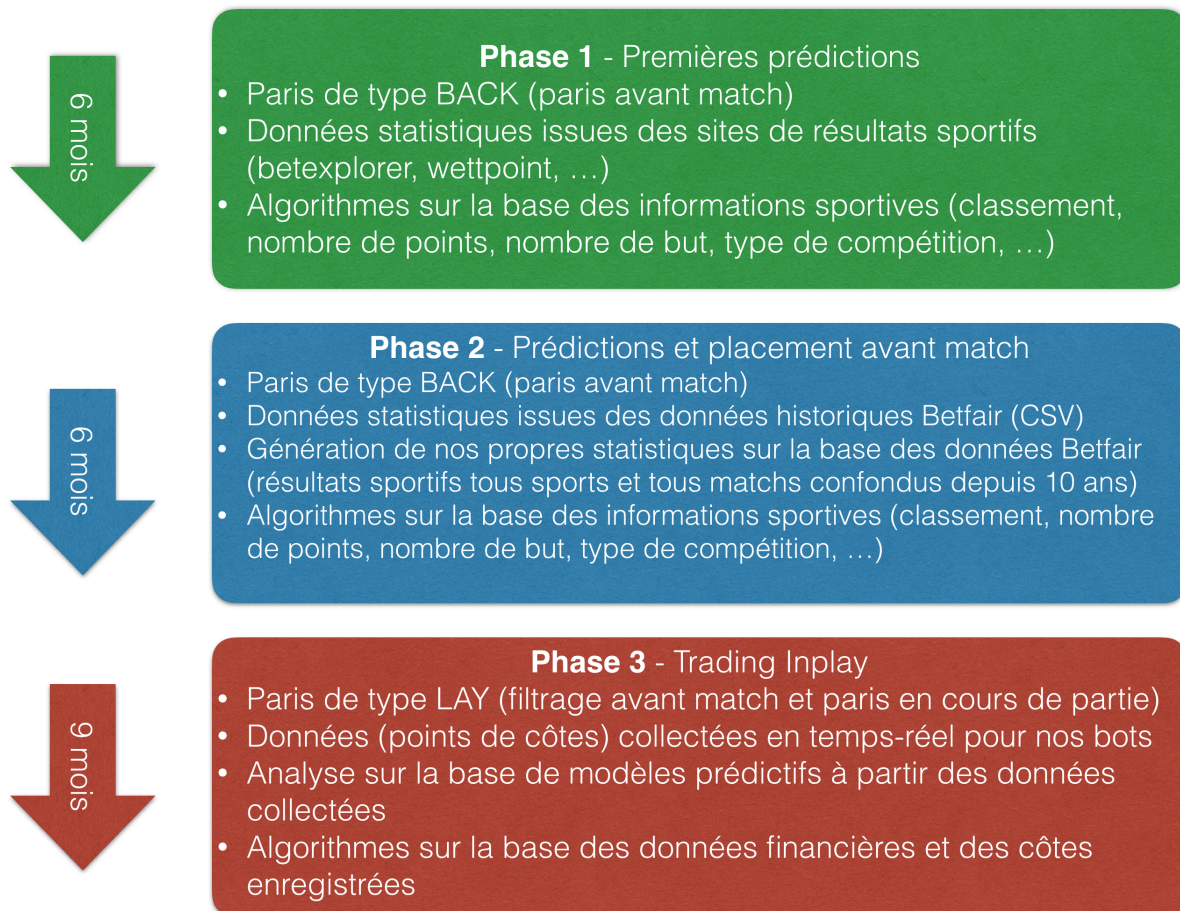 6 mois
Phase 1 - Premières prédictions
• Paris de type BACK (paris avant match)
• Données statistiques issues des sites de résultats sportifs
(betexplorer, wettpoint, …)
• Algorithmes sur la base des informations sportives (classement,
nombre de points, nombre de but, type de compétition, …)
6 mois
Phase 2 - Prédictions et placement avant match
• Paris de type BACK (paris avant match)
• Données statistiques issues des données historiques Betfair (CSV)
• Génération de nos propres statistiques sur la base des données Betfair
(résultats sportifs tous sports et tous matchs confondus depuis 10 ans)
• Algorithmes sur la base des informations sportives (classement, nombre
de points, nombre de but, type de compétition, …)
9 mois
Phase 3 - Trading Inplay
• Paris de type LAY (filtrage avant match et paris en cours de partie)
• Données (points de côtes) collectées en temps-réel pour nos bots
• Analyse sur la base de modèles prédictifs à partir des données
collectées
• Algorithmes sur la base des données financières et des côtes
enregistrées